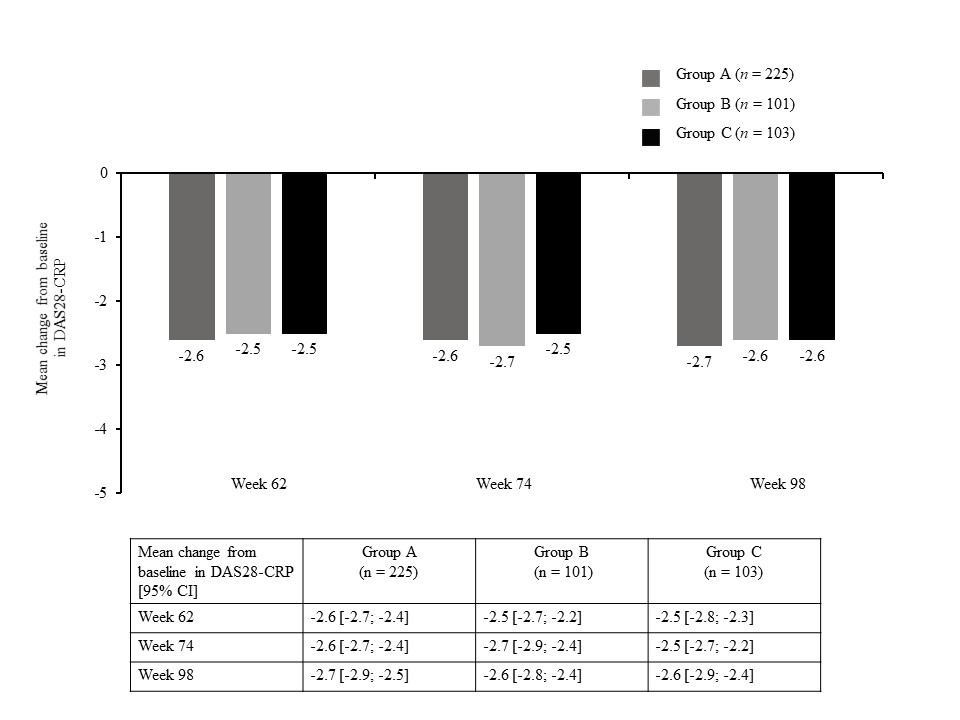 Group A (n = 225)
Group B (n = 101)
Group C (n = 103)
Mean change from baseline
in DAS28-CRP
0
-1
-2
-3
-4
-5
-2.6
-2.5
-2.5
-2.6
-2.7
-2.5
-2.7
-2.6
-2.6
Week 62
Week 74
Week 98
Mean change from
baseline in DAS28-CRP
[95% CI]
Group A
(n = 225)
Group B
(n = 101)
Group C
(n = 103)
Week 62 -2.6 [-2.7; -2.4] -2.5 [-2.7; -2.2] -2.5 [-2.8; -2.3]
Week 74 -2.6 [-2.7; -2.4] -2.7 [-2.9; -2.4] -2.5 [-2.7; -2.2]
Week 98 -2.7 [-2.9; -2.5] -2.6 [-2.8; -2.4] -2.6 [-2.9; -2.4]